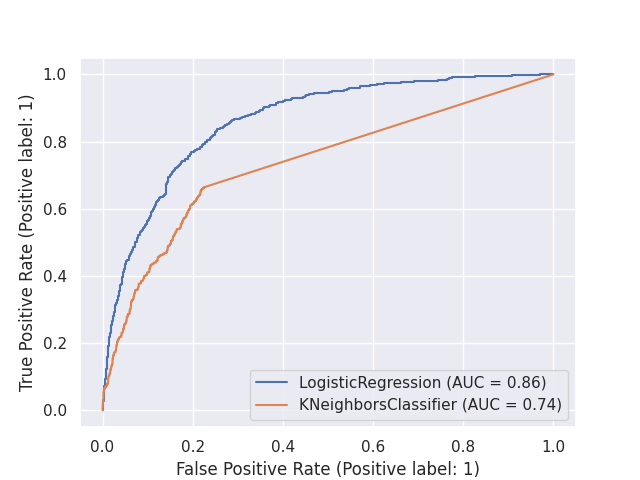 1.0
0.8
0.6
0.4
0.2
0.0
True Positive Rate (Positive label: 1)
LogisticRegression (AUC = 0.86)
KNeighborsClassifier (AUC = 0.74)
0.0 0.2 0.4 0.6 0.8 1.0
False Positive Rate (Positive label: 1)